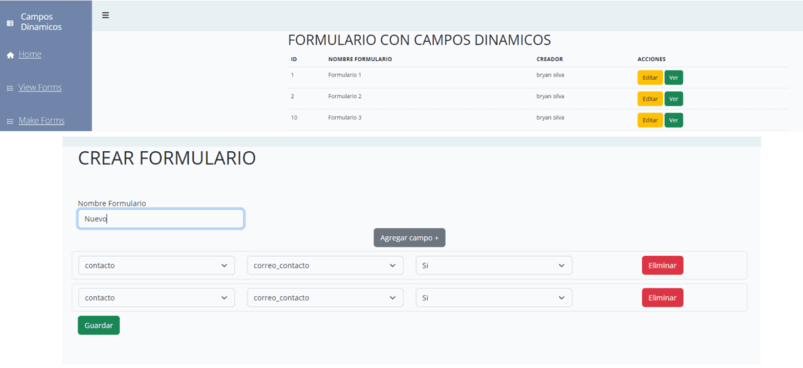 Campos
Dinamicos
Home
View Forms
Make Forms
FORMULARIO CON CAMPOS DINAMICOS
ID NOMBRE FORMULARIO CREADOR ACCIONES
1 Formulario 1 bryan silva Editar Ver
2 Formulario 2 bryan silva Editar Ver
10 Formulario 3 bryan silva Editar Ver
CREAR FORMULARIO
Nombre Formulario
Nuevo
Agregar campo +
contacto correo_contacto Si Eliminar
contacto correo_contacto Si Eliminar
Guardar